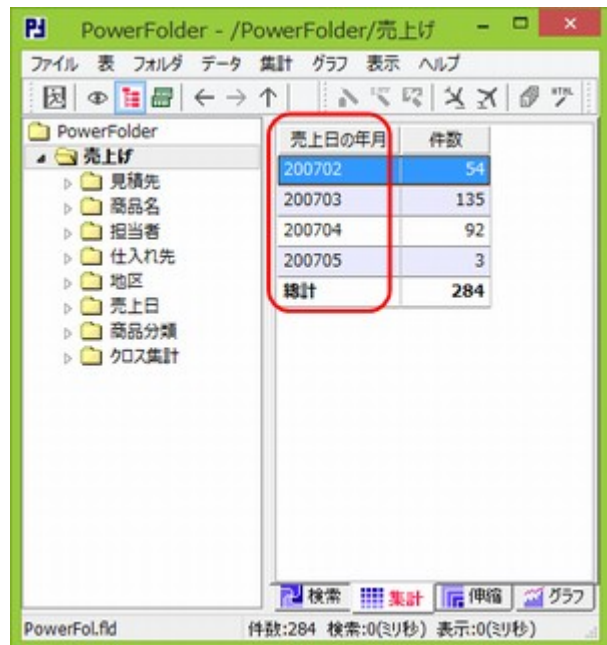 PowerFolder - /PowerFolder/売上げ
ファイル 表 フォルダ データ 集計 グラフ 表示 ヘルプ
HTML
PowerFolder
売上げ
見積先
商品名
担当者
仕入れ先
地区
売上日
商品分類
クロス集計
売上日の年月 件数
200702 54
200703 135
200704 92
200705 3
総計 284
検索 集計 伸縮 グラフ
PowerFol.fld 件数:284 検索:0(ミリ秒) 表示:0(ミリ秒)